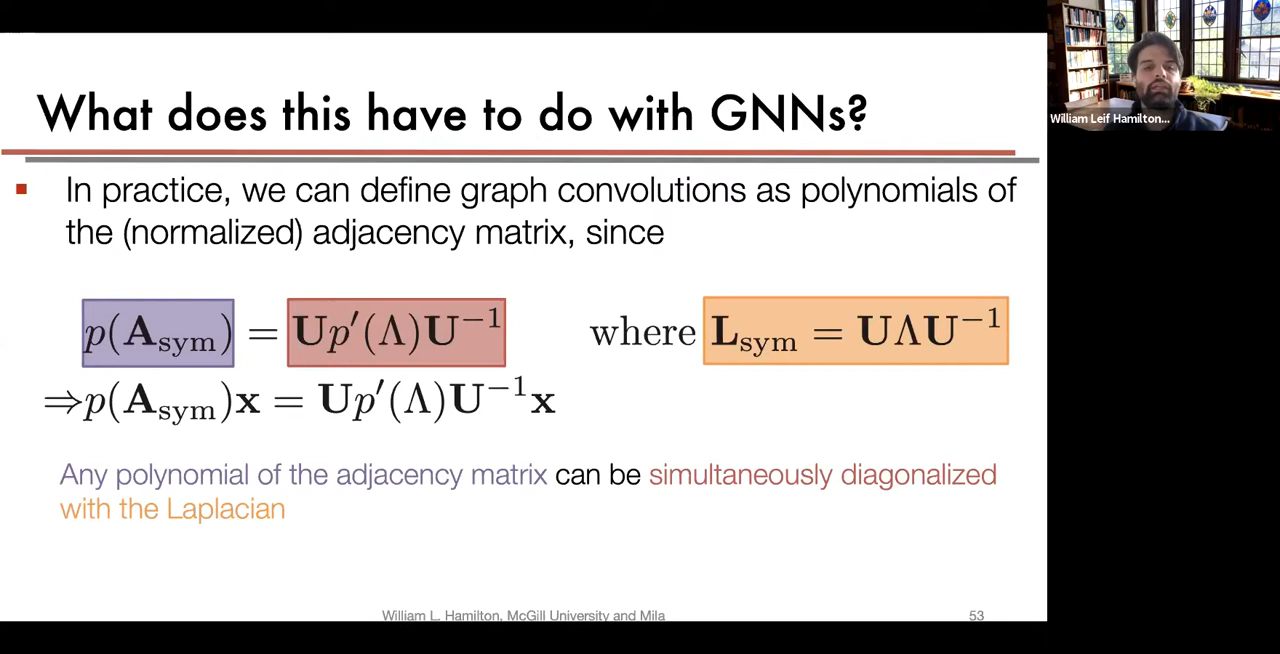 What does this have to do with GNNs?
William Leif Hamilton...
▪ In practice, we can define graph convolutions as polynomials of
the (normalized) adjacency matrix, since
p(A_sym) = Up′(Λ)U⁻¹ where L_sym = UΛU⁻¹
⇒p(A_sym)x = Up′(Λ)U⁻¹x
Any polynomial of the adjacency matrix can be simultaneously diagonalized
with the Laplacian
William L. Hamilton, McGill University and Mila 53